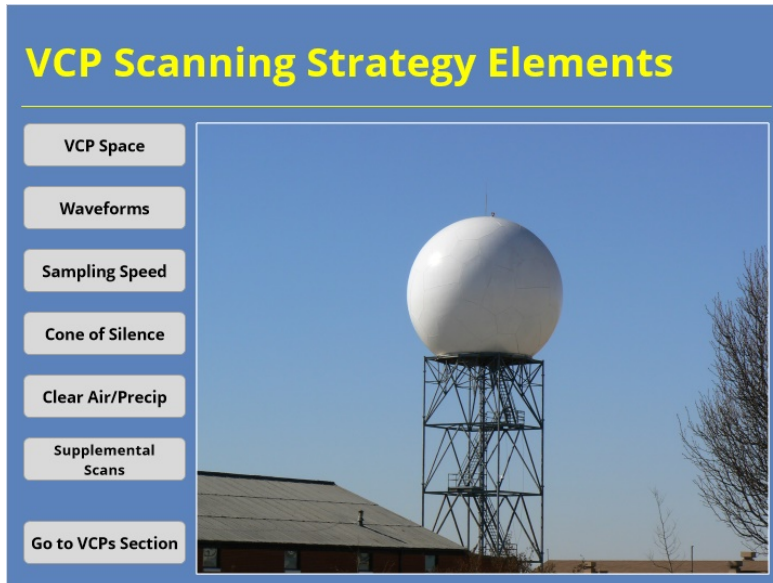 VCP Scanning Strategy Elements
VCP Space
Waveforms
Sampling Speed
Cone of Silence
Clear Air/Precip
Supplemental
Scans
Go to VCPs Section